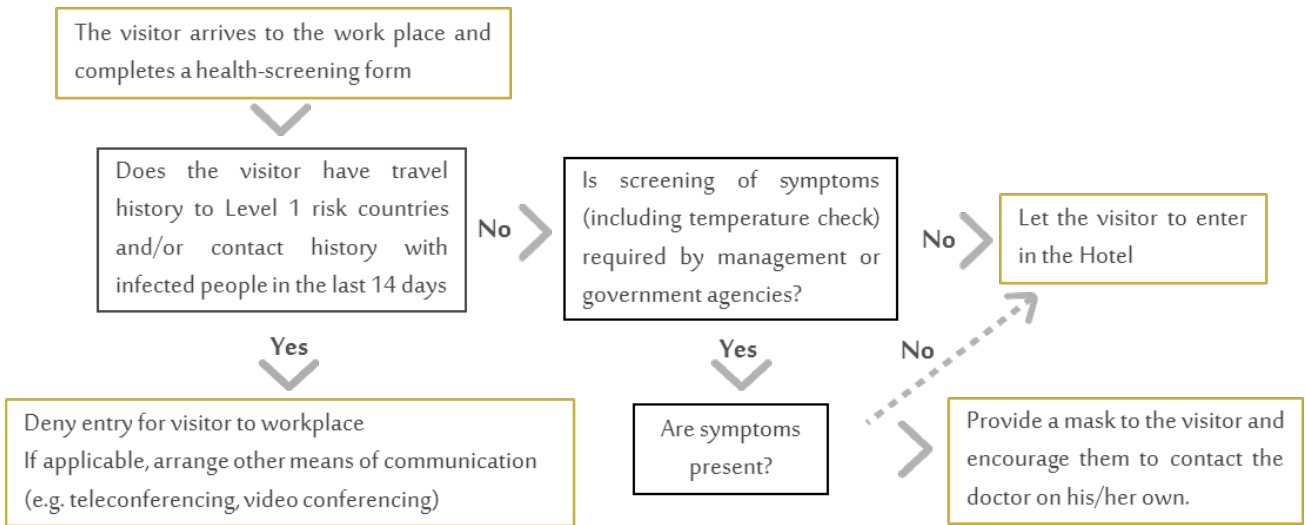 The visitor arrives to the work place and
completes a health-screening form
Does the visitor have travel
history to Level 1 risk countries
and/or contact history with
infected people in the last 14 days
No
Is screening of symptoms
(including temperature check)
required by management or
government agencies?
No
Let the visitor to enter
in the Hotel
Yes
Yes
No
Deny entry for visitor to workplace
If applicable, arrange other means of communication
(e.g. teleconferencing, video conferencing)
Are symptoms
present?
Provide a mask to the visitor and
encourage them to contact the
doctor on his/her own.